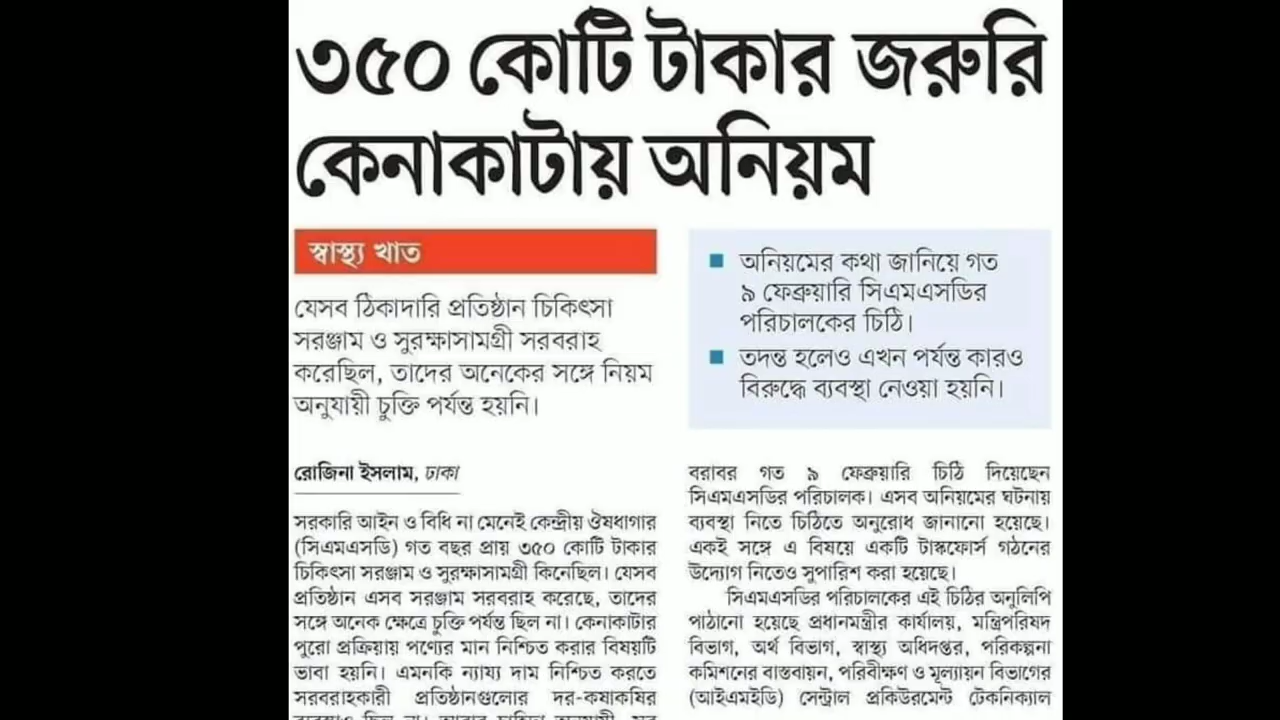 ৩৫০ কোটি টাকার জরুরি
কেনাকাটায় অনিয়ম
স্বাস্থ্য খাত
যেসব ঠিকাদারি প্রতিষ্ঠান চিকিৎসা
সরঞ্জাম ও সুরক্ষাসামগ্রী সরবরাহ
করেছিল, তাদের অনেকের সঙ্গে নিয়ম
অনুযায়ী চুক্তি পর্যন্ত হয়নি।
অনিয়মের কথা জানিয়ে গত
৯ ফেব্রুয়ারি সিএমএসডির
পরিচালকের চিঠি।
তদন্ত হলেও এখন পর্যন্ত কারও
বিরুদ্ধে ব্যবস্থা নেওয়া হয়নি।
রোজিনা ইসলাম, ঢাকা
সরকারি আইন ও বিধি না মেনেই কেন্দ্রীয় ঔষধাগার
(সিএমএসডি) গত বছর প্রায় ৩৫০ কোটি টাকার
চিকিৎসা সরঞ্জাম ও সুরক্ষাসামগ্রী কিনেছিল। যেসব
প্রতিষ্ঠান এসব সরঞ্জাম সরবরাহ করেছে, তাদের
সঙ্গে অনেক ক্ষেত্রে চুক্তি পর্যন্ত ছিল না। কেনাকাটার
পুরো প্রক্রিয়ায় পণ্যের মান নিশ্চিত করার বিষয়টি
ভাবা হয়নি। এমনকি ন্যায্য দাম নিশ্চিত করতে
সরবরাহকারী প্রতিষ্ঠানগুলোর দর-কষাকষির
বরাবর গত ৯ ফেব্রুয়ারি চিঠি দিয়েছেন
সিএমএসডির পরিচালক। এসব অনিয়মের ঘটনায়
ব্যবস্থা নিতে চিঠিতে অনুরোধ জানানো হয়েছে।
একই সঙ্গে এ বিষয়ে একটি টাস্কফোর্স গঠনের
উদ্যোগ নিতেও সুপারিশ করা হয়েছে।
সিএমএসডির পরিচালকের এই চিঠির অনুলিপি
পাঠানো হয়েছে প্রধানমন্ত্রীর কার্যালয়, মন্ত্রিপরিষদ
বিভাগ, অর্থ বিভাগ, স্বাস্থ্য অধিদপ্তর, পরিকল্পনা
কমিশনের বাস্তবায়ন, পরিবীক্ষণ ও মূল্যায়ন বিভাগের
(আইএমইডি) সেন্ট্রাল প্রকিউরমেন্ট টেকনিক্যাল